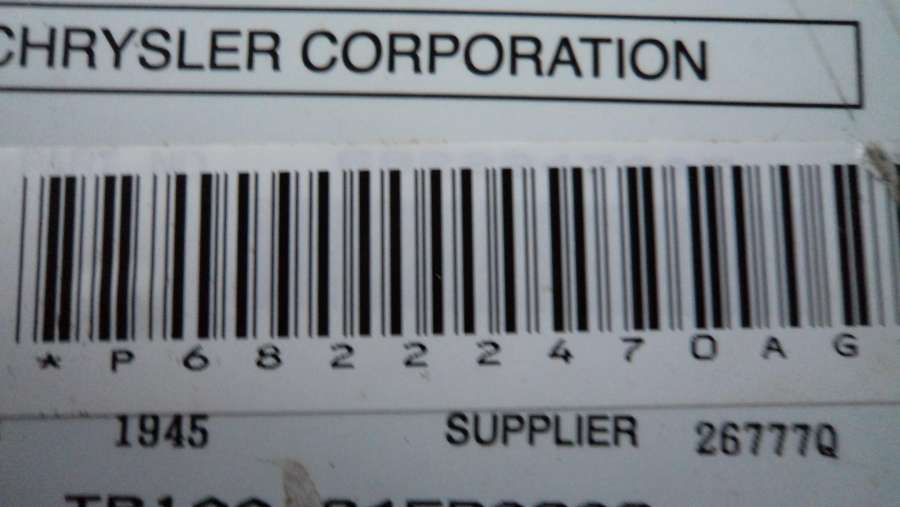 CHRYSLER CORPORATION
*P68222470AG
1945 SUPPLIER 26777Q